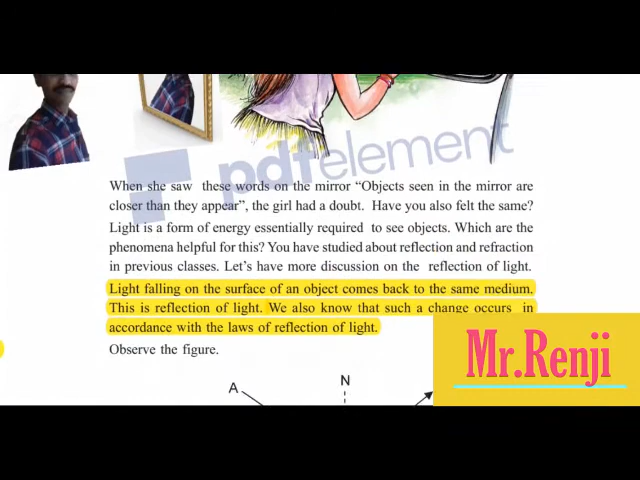 pdfelement
When she saw these words on the mirror “Objects seen in the mirror are
closer than they appear”, the girl had a doubt. Have you also felt the same?
Light is a form of energy essentially required to see objects. Which are the
phenomena helpful for this? You have studied about reflection and refraction
in previous classes. Let’s have more discussion on the reflection of light.
Light falling on the surface of an object comes back to the same medium.
This is reflection of light. We also know that such a change occurs in
accordance with the laws of reflection of light.
Mr.Renji
Observe the figure.
A
N